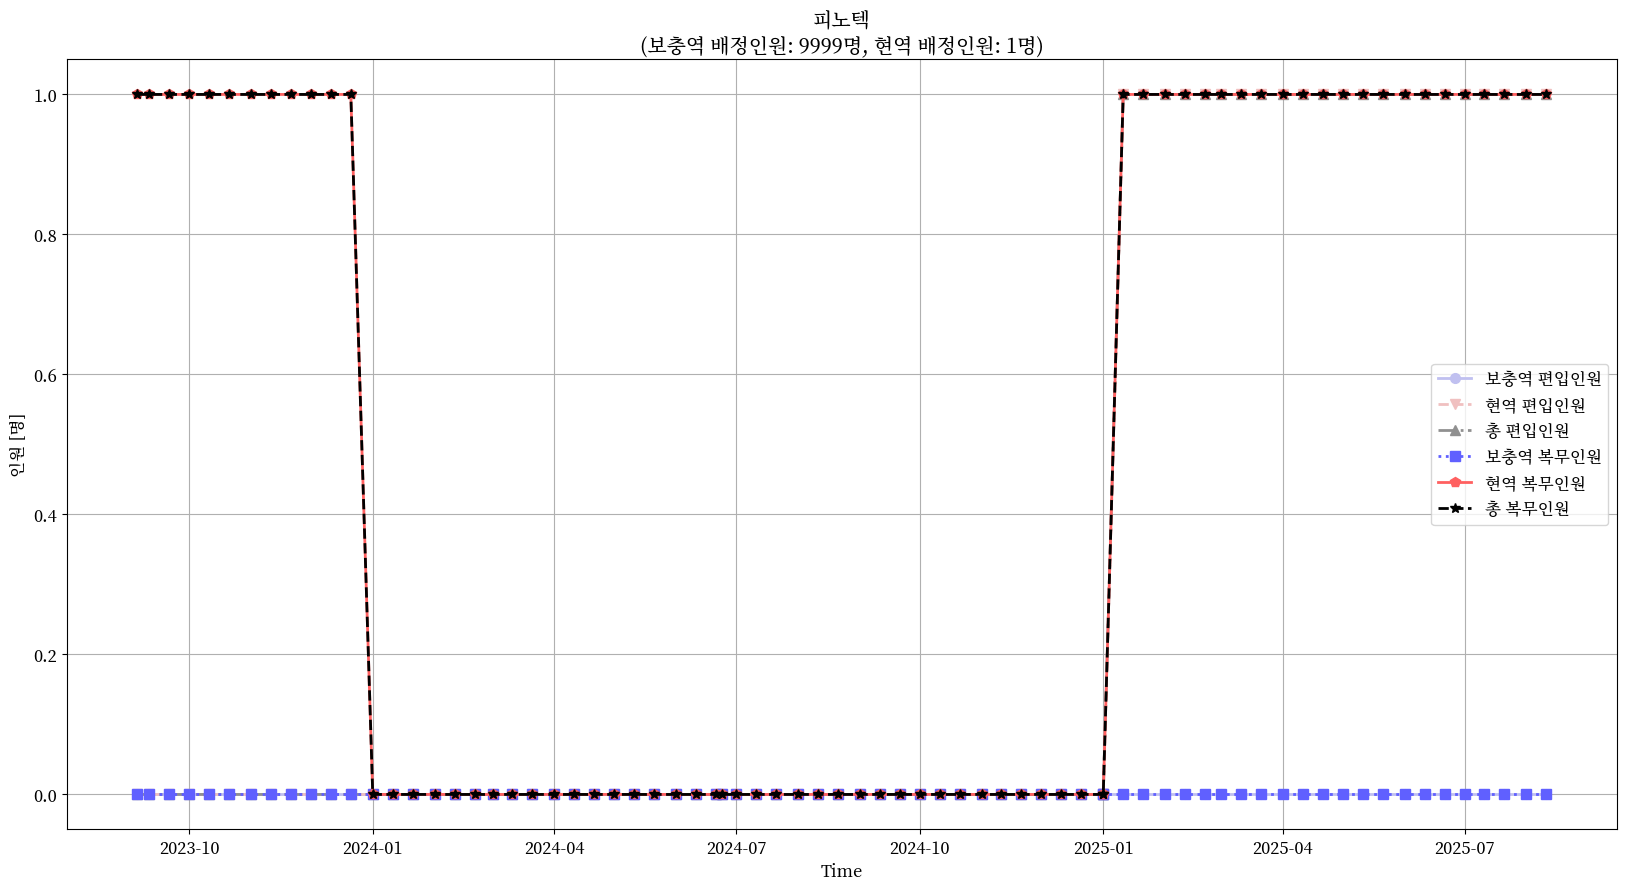 피노텍
(보충역 배정인원: 9999명, 현역 배정인원: 1명)
1.0
0.8
0.6
0.4
0.2
0.0
인원 [명]
보충역 편입인원
현역 편입인원
총 편입인원
보충역 복무인원
현역 복무인원
총 복무인원
2023-10
2024-01
2024-04
2024-07
2024-10
2025-01
2025-04
2025-07
Time